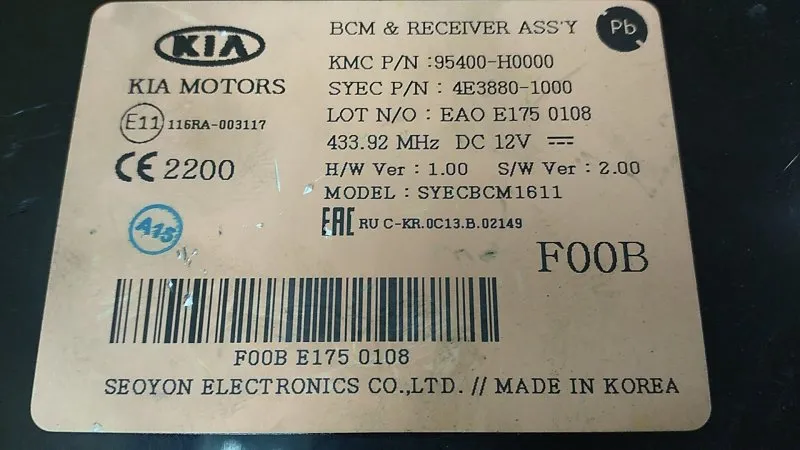 KIA
KIA MOTORS
E11 116RA-003117
CE 2200
A15
BCM & RECEIVER ASS'Y
Pb
KMC P/N :95400-H0000
SYEC P/N : 4E3880-1000
LOT N/O : EAO E175 0108
433.92 MHz DC 12V
H/W Ver : 1.00 S/W Ver : 2.00
MODEL : SYECBCM1611
EAC RU C-KR.0C13.B.02149
F00B
F00B E175 0108
SEOYON ELECTRONICS CO.,LTD. // MADE IN KOREA